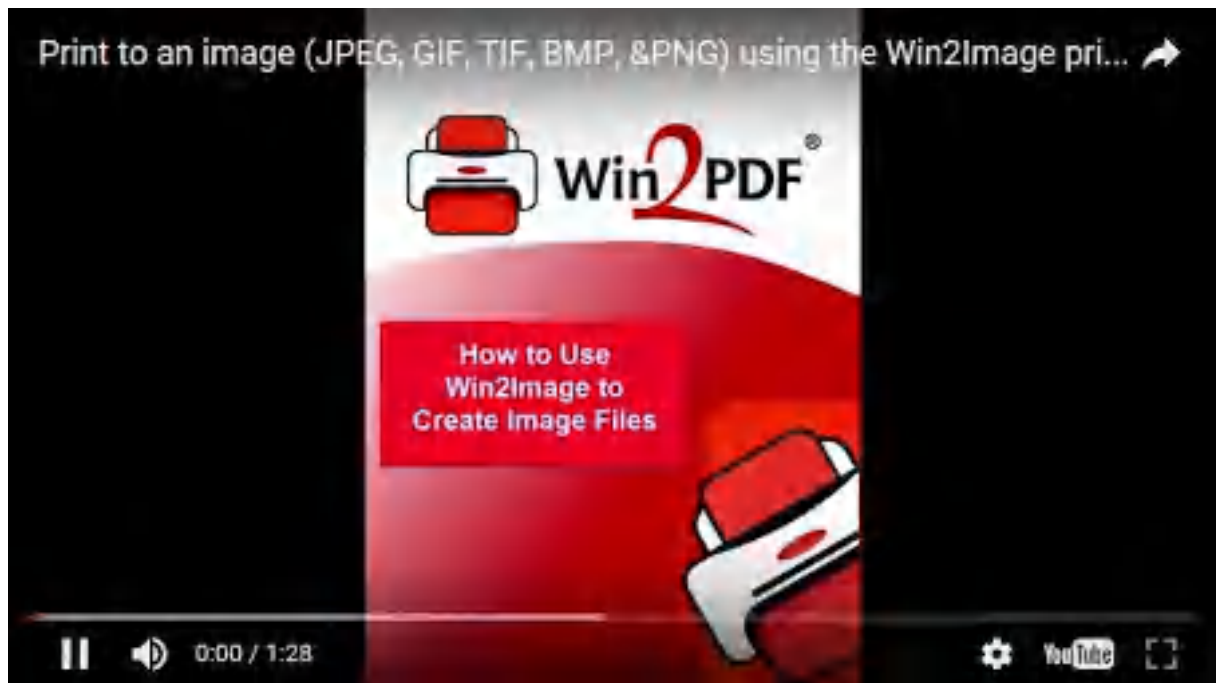 Print to an image (JPEG, GIF, TIF, BMP, &PNG) using the Win2Image pri...
Win2PDF®
How to Use
Win2Image to
Create Image Files
0:00 / 1:28
YouTube